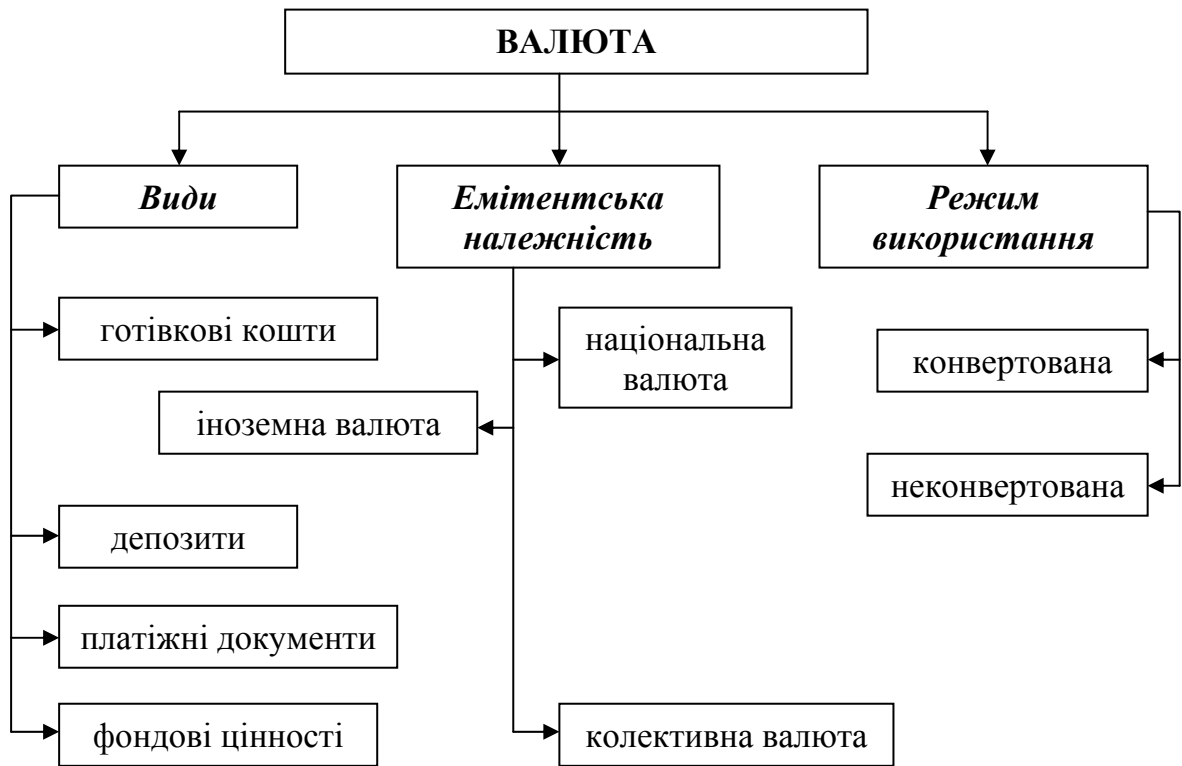 ВАЛЮТА
Види
Емітентська
належність
Режим
використання
готівкові кошти
національна
валюта
конвертована
іноземна валюта
неконвертована
депозити
платіжні документи
фондові цінності
колективна валюта